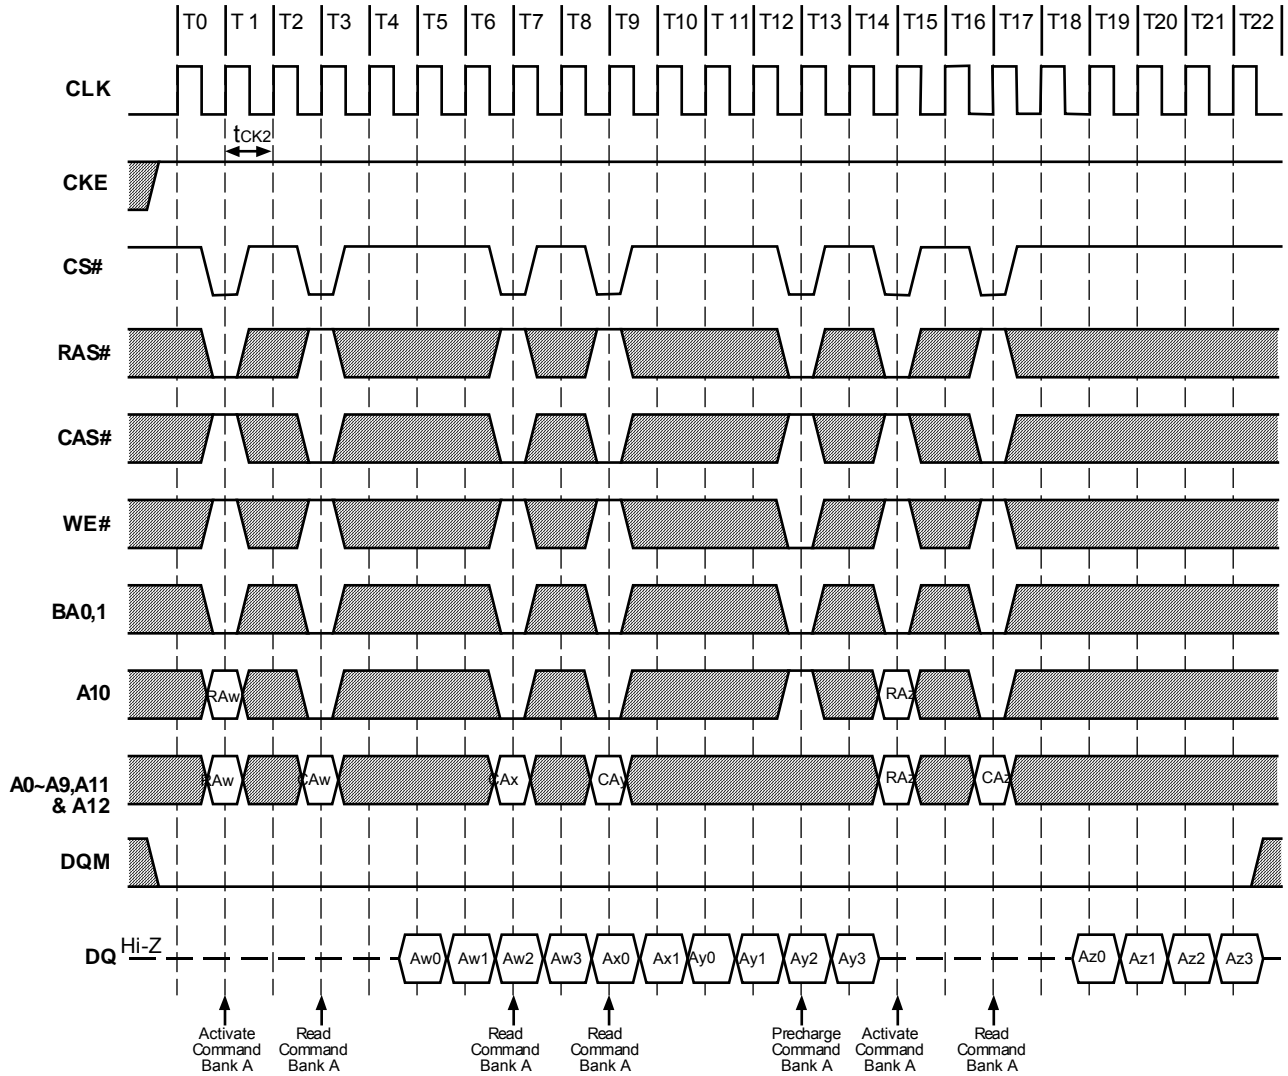 T0 T 1 T2 T3 T4 T5 T6 T7 T8 T9 T10 T 11 T12 T13 T14 T15 T16 T17 T18 T19 T20 T21 T22
CLK
tCK2
CKE
CS#
RAS#
CAS#
WE#
BA0,1
A10
RAw RAz
A0~A9,A11
& A12
RAw CAw CAx CAy RAz CAz
DQM
DQ Hi-Z
Aw0 Aw1 Aw2 Aw3 Ax0 Ax1 Ay0 Ay1 Ay2 Ay3 Az0 Az1 Az2 Az3
Activate
Command
Bank A
Read
Command
Bank A
Read
Command
Bank A
Read
Command
Bank A
Precharge
Command
Bank A
Activate
Command
Bank A
Read
Command
Bank A